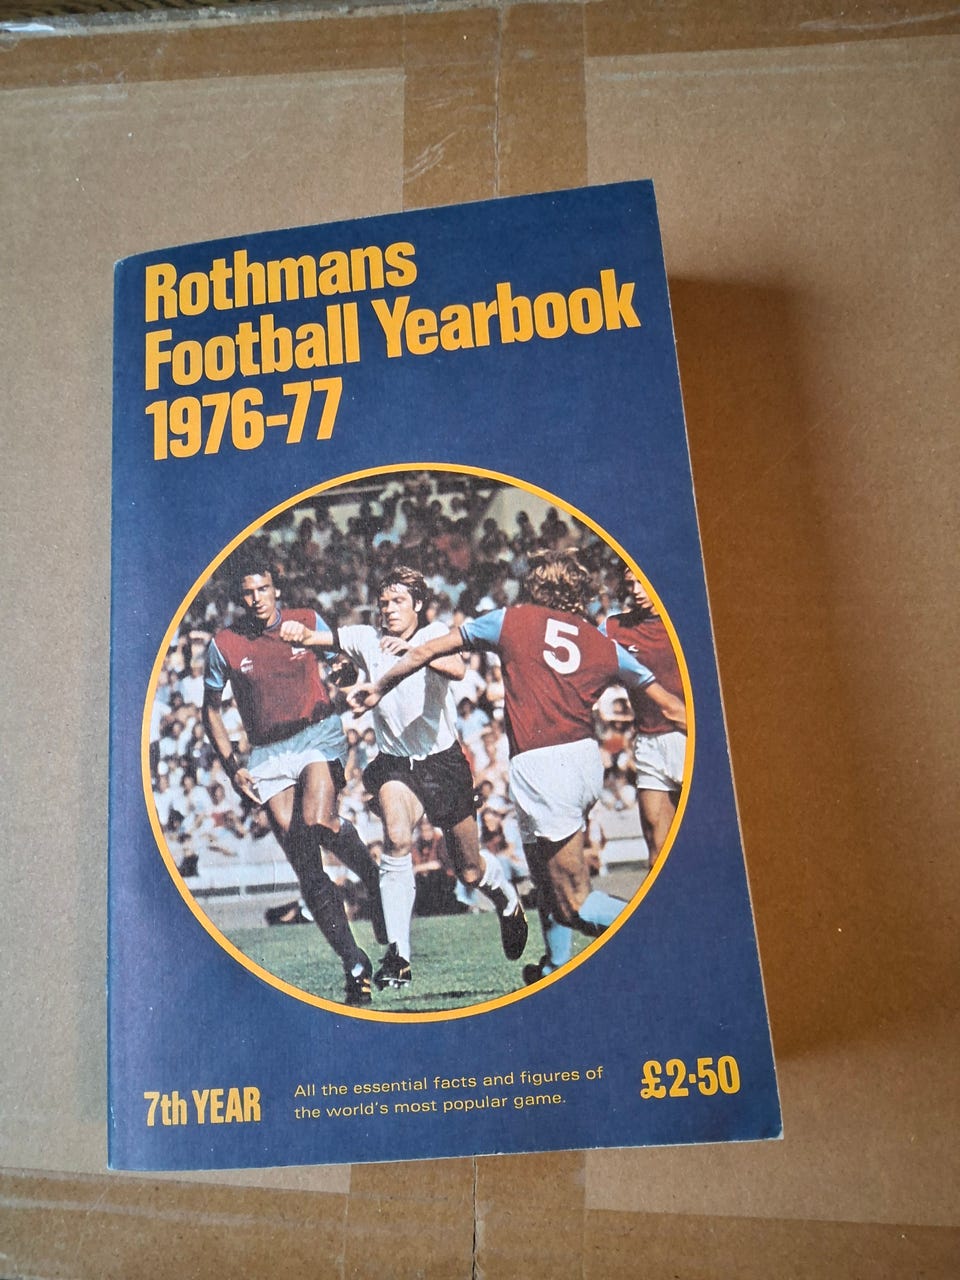 Rothmans
Football Yearbook
1976-77
5
7th YEAR
All the essential facts and figures of
the world's most popular game.
£2·50